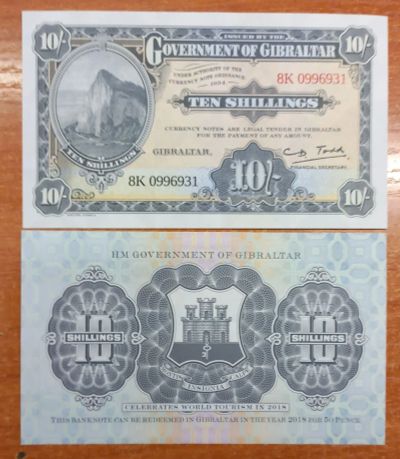 10/-
ISSUED BY THE
10/-
GOVERNMENT OF GIBRALTAR
UNDER AUTHORITY OF THE
CURRENCY NOTE ORDINANCE
8K 0996931
TEN SHILLINGS
CURRENCY NOTES ARE LEGAL TENDER IN GIBRALTAR
FOR THE PAYMENT OF ANY AMOUNT.
TEN SHILLINGS
GIBRALTAR,
C B Todd
FINANCIAL SECRETARY.
8K 0996931
10/-
10/-
10/-
HM GOVERNMENT OF GIBRALTAR
10
SHILLINGS
10
SHILLINGS
INSIGNIA
CALPE
CELEBRATES WORLD TOURISM IN 2018
THIS BANKNOTE CAN BE REDEEMED IN GIBRALTAR IN THE YEAR 2018 FOR 50 PENCE